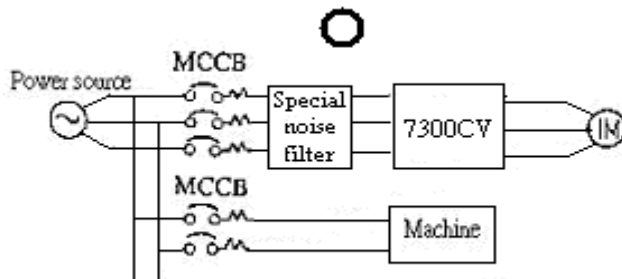 MCCB
Power source
Special
noise
filter
7300CV
IM
MCCB
Machine